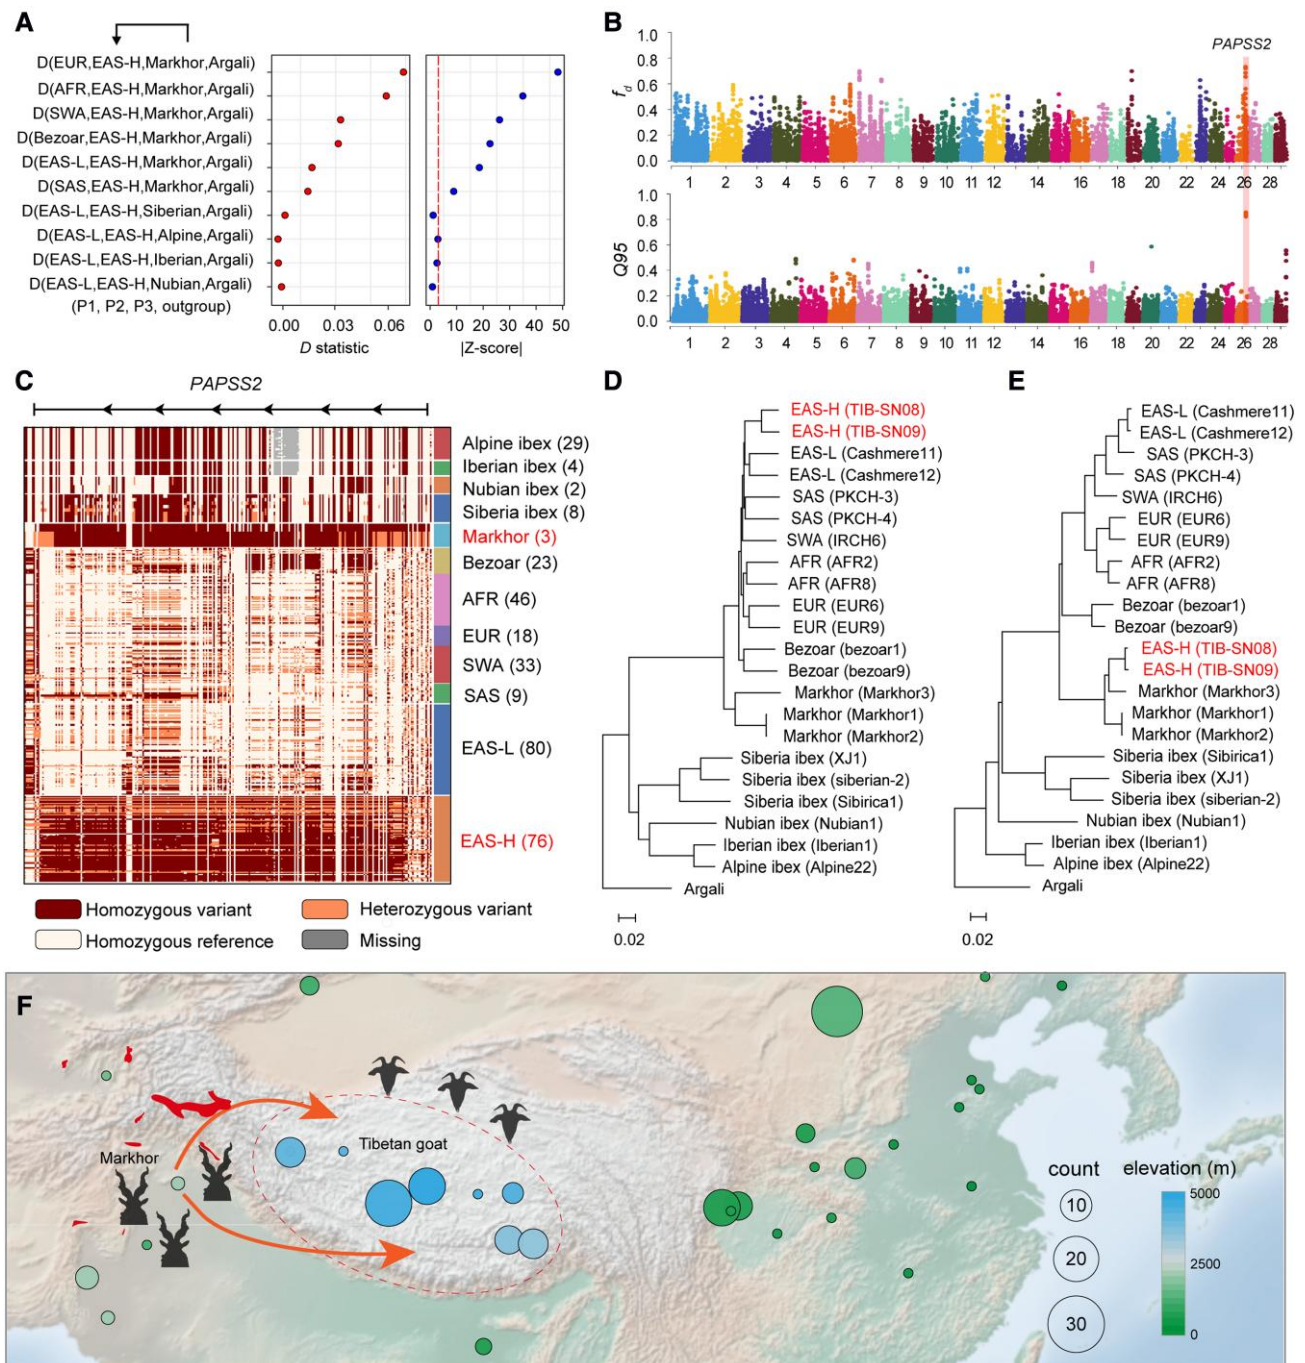 A
D(EUR,EAS-H,Markhor,Argali)
D(AFR,EAS-H,Markhor,Argali)
D(SWA,EAS-H,Markhor,Argali)
D(Bezoar,EAS-H,Markhor,Argali)
D(EAS-L,EAS-H,Markhor,Argali)
D(SAS,EAS-H,Markhor,Argali)
D(EAS-L,EAS-H,Siberian,Argali)
D(EAS-L,EAS-H,Alpine,Argali)
D(EAS-L,EAS-H,Iberian,Argali)
D(EAS-L,EAS-H,Nubian,Argali)
(P1, P2, P3, outgroup)
0.00 0.03 0.06
D statistic
0 10 20 30 40 50
|Z-score|
B
PAPSS2
fd
1.0
0.8
0.6
0.4
0.2
0.0
1 2 3 4 5 6 7 8 9 10 11 12 14 16 18 20 22 24 26 28
Q95
1.0
0.8
0.6
0.4
0.2
0.0
1 2 3 4 5 6 7 8 9 10 11 12 14 16 18 20 22 24 26 28
C
PAPSS2
Alpine ibex (29)
Iberian ibex (4)
Nubian ibex (2)
Siberia ibex (8)
Markhor (3)
Bezoar (23)
AFR (46)
EUR (18)
SWA (33)
SAS (9)
EAS-L (80)
EAS-H (76)
Homozygous variant
Heterozygous variant
Homozygous reference
Missing
D
EAS-H (TIB-SN08)
EAS-H (TIB-SN09)
EAS-L (Cashmere11)
EAS-L (Cashmere12)
SAS (PKCH-3)
SAS (PKCH-4)
SWA (IRCH6)
AFR (AFR2)
AFR (AFR8)
EUR (EUR6)
EUR (EUR9)
Bezoar (bezoar1)
Bezoar (bezoar9)
Markhor (Markhor3)
Markhor (Markhor1)
Markhor (Markhor2)
Siberia ibex (XJ1)
Siberia ibex (siberian-2)
Siberia ibex (Sibirica1)
Nubian ibex (Nubian1)
Iberian ibex (Iberian1)
Alpine ibex (Alpine22)
Argali
0.02
E
EAS-L (Cashmere11)
EAS-L (Cashmere12)
SAS (PKCH-3)
SAS (PKCH-4)
SWA (IRCH6)
EUR (EUR6)
EUR (EUR9)
AFR (AFR2)
AFR (AFR8)
Bezoar (bezoar1)
Bezoar (bezoar9)
EAS-H (TIB-SN08)
EAS-H (TIB-SN09)
Markhor (Markhor3)
Markhor (Markhor1)
Markhor (Markhor2)
Siberia ibex (Sibirica1)
Siberia ibex (XJ1)
Siberia ibex (siberian-2)
Nubian ibex (Nubian1)
Iberian ibex (Iberian1)
Alpine ibex (Alpine22)
Argali
0.02
F
Markhor
Tibetan goat
count
10
20
30
elevation (m)
5000
2500
0